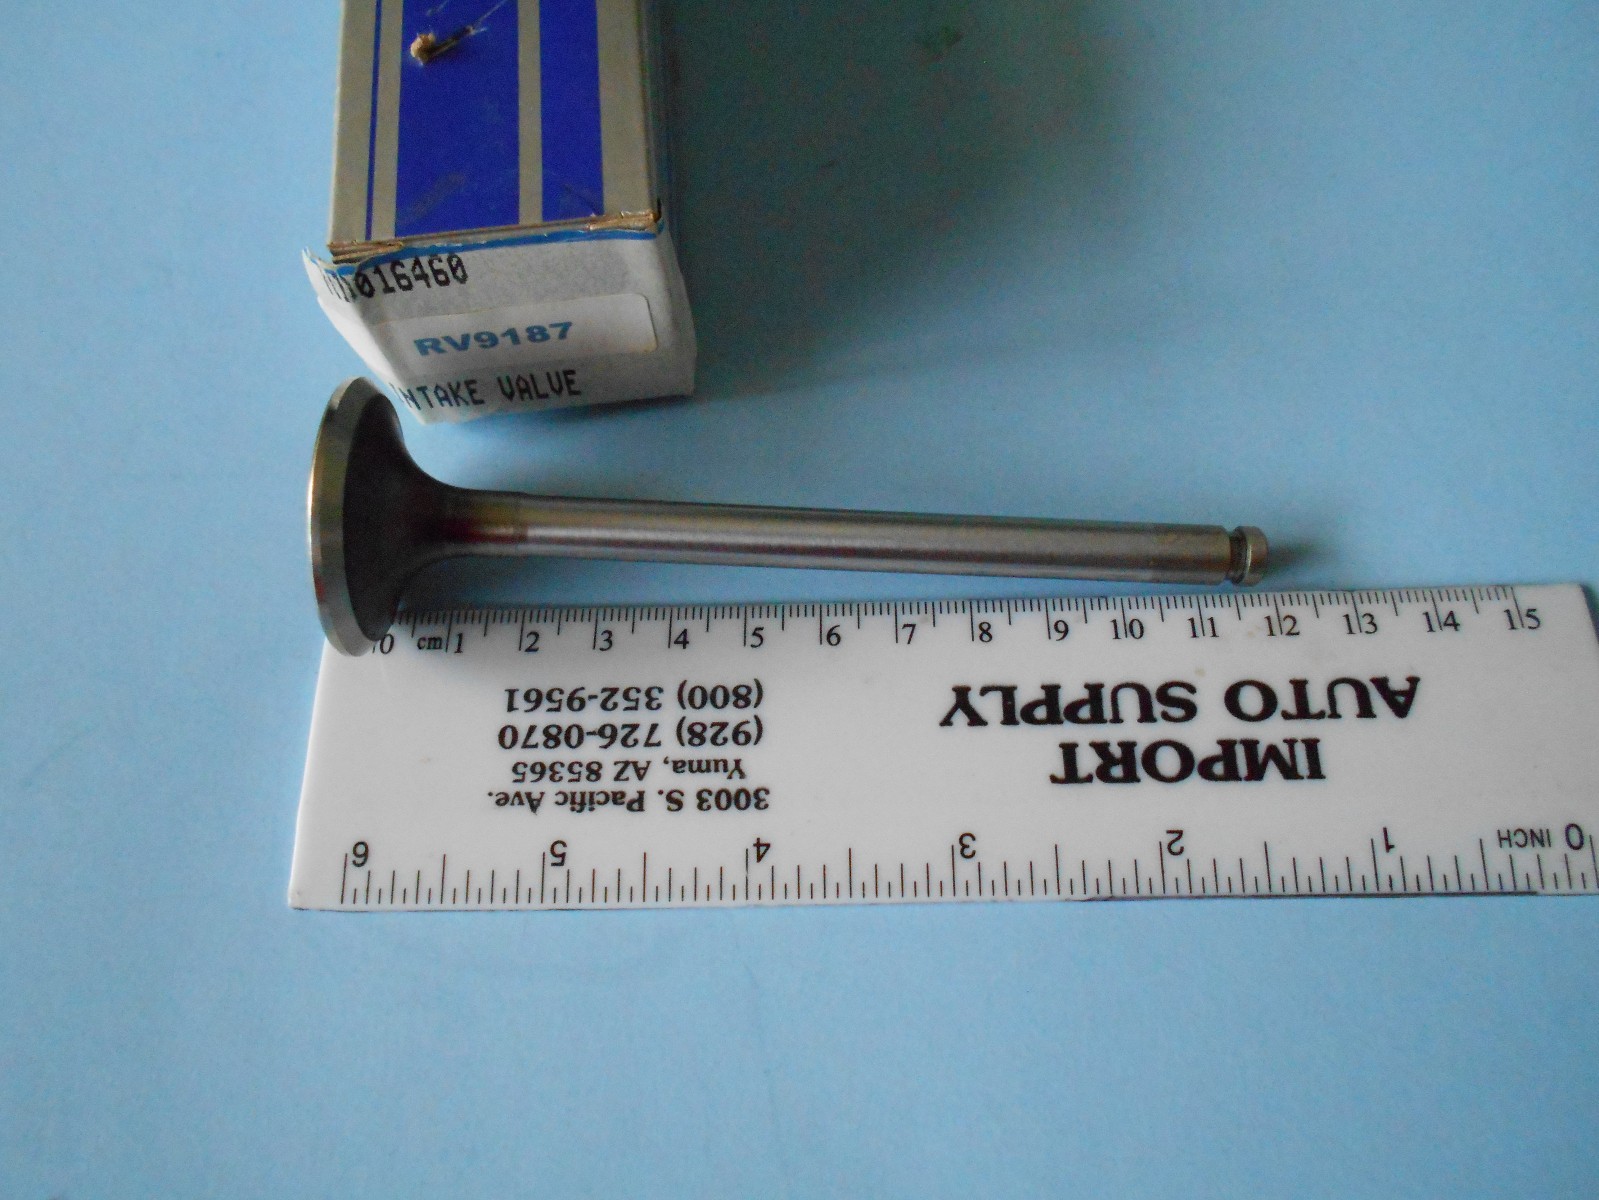 016460
RV9187
INTAKE VALVE
0 cm 1 2 3 4 5 6 7 8 9 10 11 12 13 14 15
IMPORT
AUTO SUPPLY
3003 S. Pacific Ave.
Yuma, AZ 85365
(928) 726-0870
(800) 352-9561
0 INCH 1 2 3 4 5 6